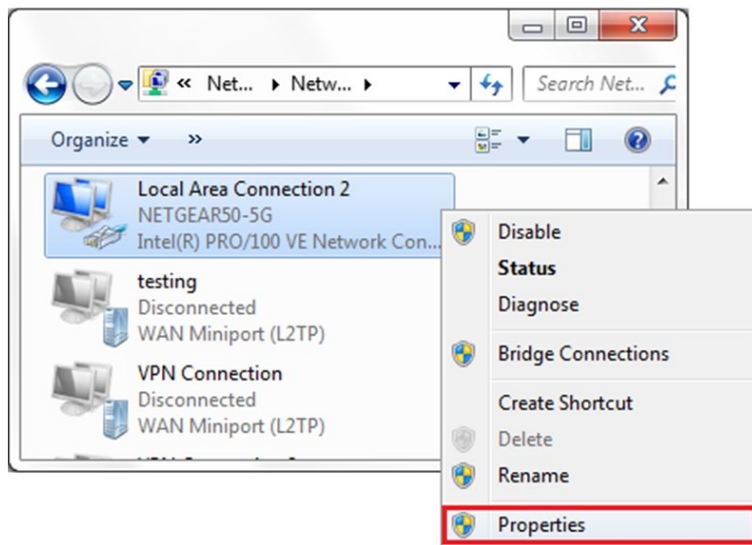 « Net... Netw...
Search Net...
Organize »
Local Area Connection 2
NETGEAR50-5G
Intel(R) PRO/100 VE Network Con...
testing
Disconnected
WAN Miniport (L2TP)
VPN Connection
Disconnected
WAN Miniport (L2TP)
Disable
Status
Diagnose
Bridge Connections
Create Shortcut
Delete
Rename
Properties